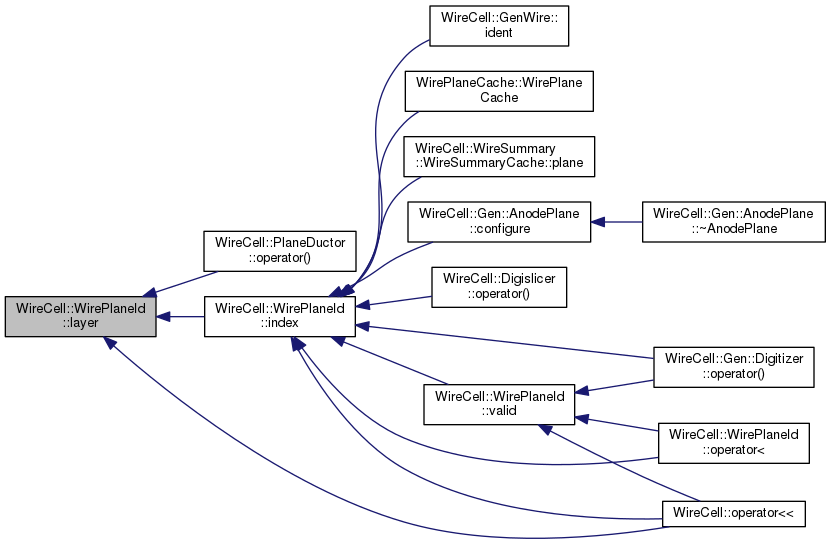 WireCell::GenWire::
ident
WirePlaneCache::WirePlane
Cache
WireCell::WireSummary
::WireSummaryCache::plane
WireCell::Gen::AnodePlane
::configure
WireCell::Gen::AnodePlane
::~AnodePlane
WireCell::PlaneDuctor
::operator()
WireCell::Digislicer
::operator()
WireCell::WirePlaneId
::layer
WireCell::WirePlaneId
::index
WireCell::Gen::Digitizer
::operator()
WireCell::WirePlaneId
::valid
WireCell::WirePlaneId
::operator<
WireCell::operator<<